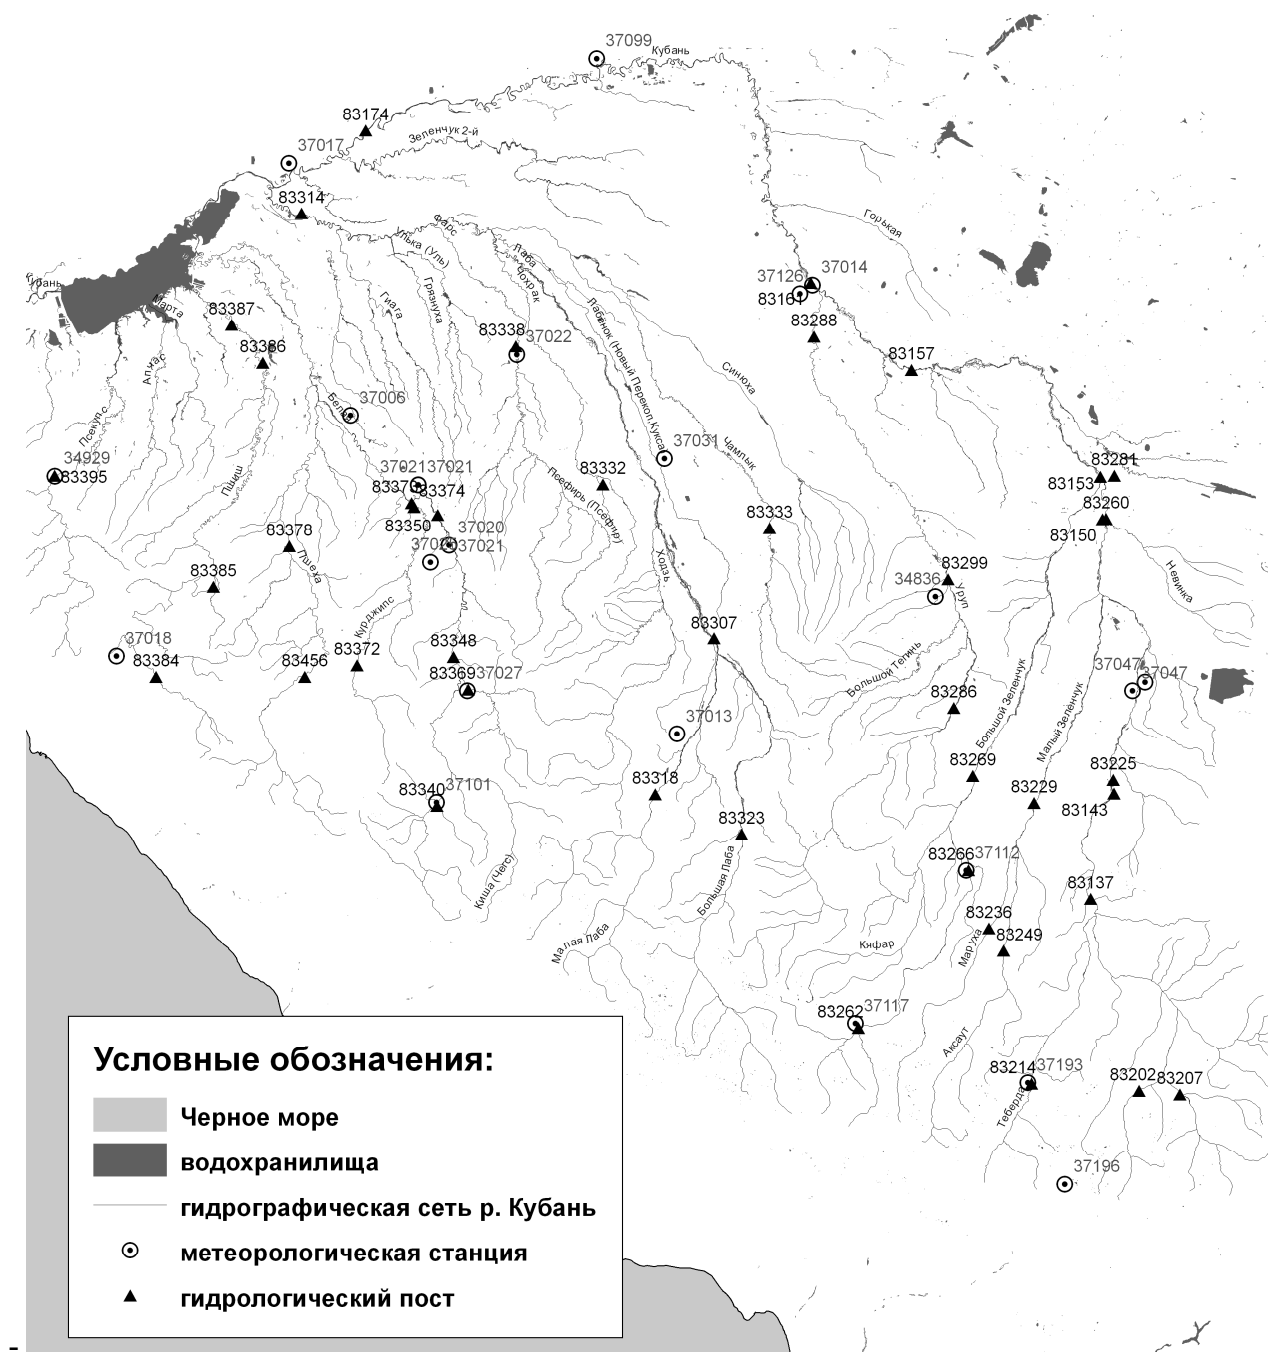 37099
Кубань
83174
Зеленчук 2-й
37017
83314
Фарс
Улька (Уль)
Лаба
Чохрак
Горькая
Кубань
Марта
83387
83386
Гиага
Грязнуха
83338
37022
Лабёнок (Новый Перекоп,Кукса)
37126
37014
83161
83288
83157
Синюха
Апчас
Псекупс
37006
37031
Чамлык
34929
83395
Пшиш
3702137021
83374
83350
37020
37021
Псефирь (Псефир)
83332
83333
83281
83153
83260
83150
Невинка
83378
Пшеха
83385
Курджипс
Ходзь
83299
34836
Уруп
37018
83384
83456
83372
83348
83369
37027
83307
Большой Тегинь
83286
Большой Зеленчук
Малый Зеленчук
37047
37047
37013
83318
83323
83340
37101
83269
83229
83225
83143
83266
37112
83137
Киша (Чегс)
Большая Лаба
Малая Лаба
83236
83249
Маруха
Кяфар
83262
37117
Аксаут
83214
37193
Теберда
83202
83207
37196
Условные обозначения:
Черное море
водохранилища
гидрографическая сеть р. Кубань
метеорологическая станция
гидрологический пост